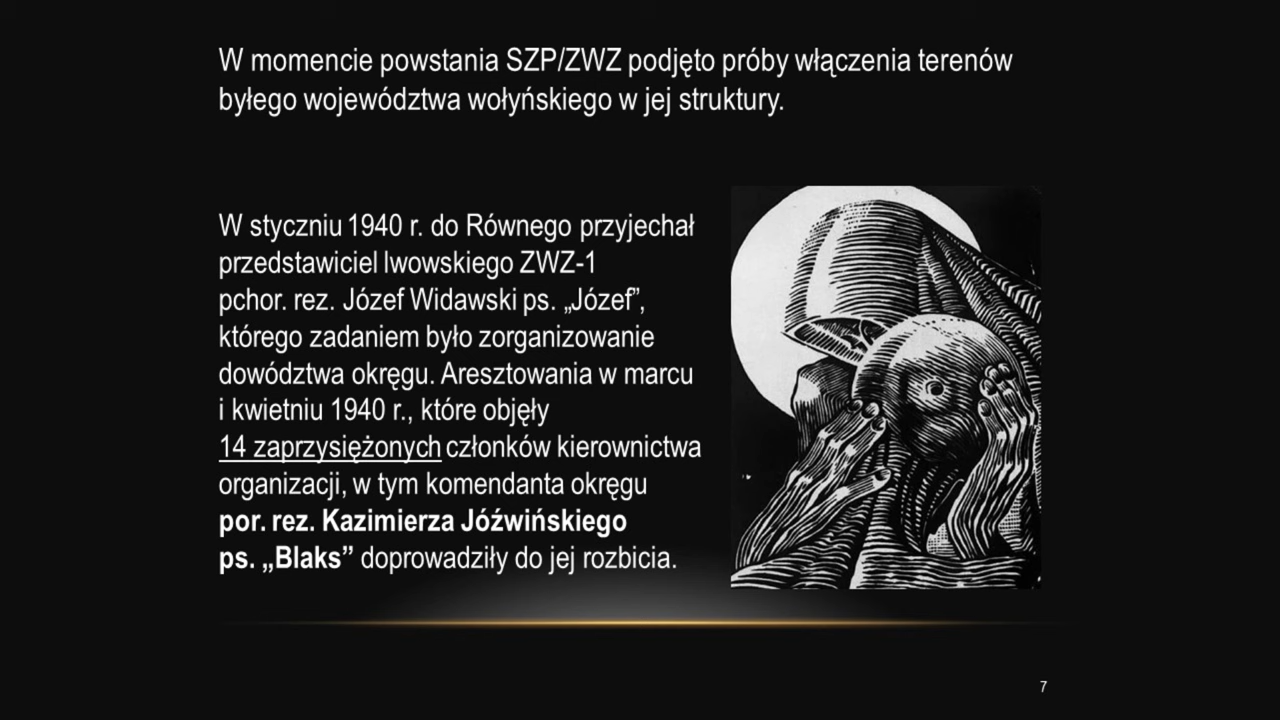 W momencie powstania SZP/ZWZ podjęto próby włączenia terenów
byłego województwa wołyńskiego w jej struktury.
W styczniu 1940 r. do Równego przyjechał
przedstawiciel lwowskiego ZWZ-1
pchor. rez. Józef Widawski ps. „Józef”,
którego zadaniem było zorganizowanie
dowództwa okręgu. Aresztowania w marcu
i kwietniu 1940 r., które objęły
14 zaprzysiężonych członków kierownictwa
organizacji, w tym komendanta okręgu
por. rez. Kazimierza Jóźwińskiego
ps. „Blaks” doprowadziły do jej rozbicia.
7